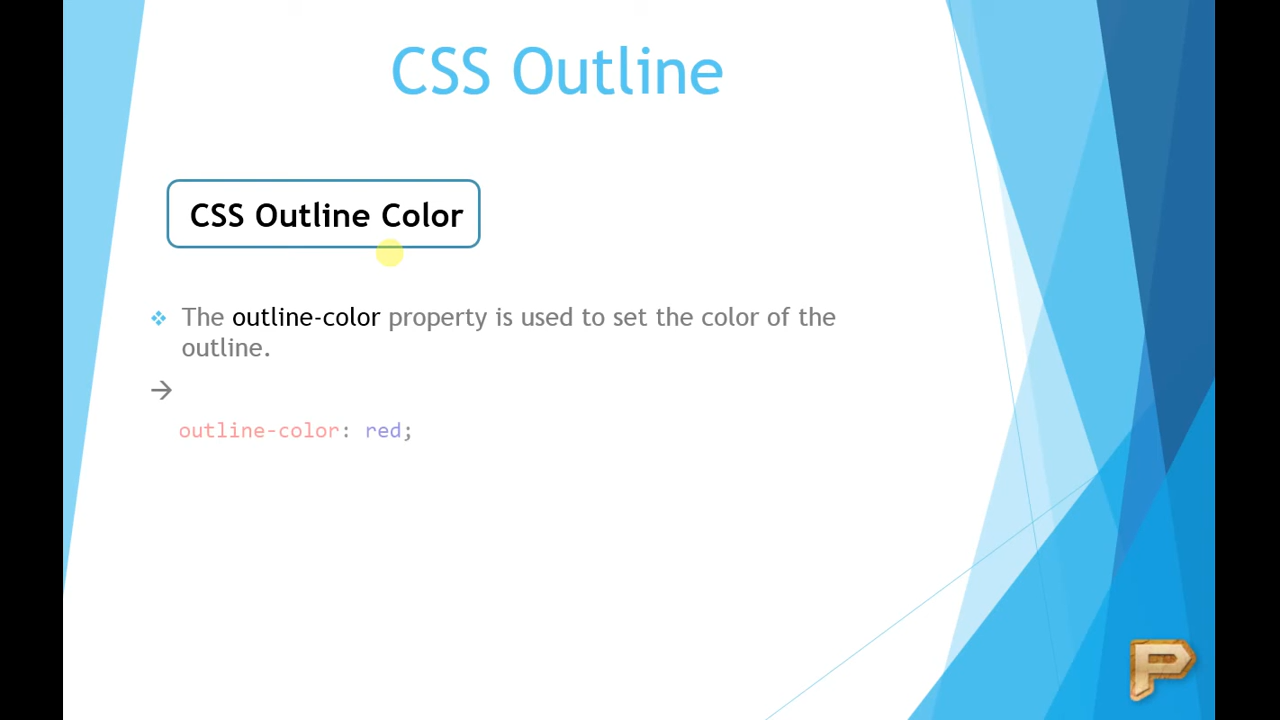 CSS Outline
CSS Outline Color
The outline-color property is used to set the color of the
outline.
outline-color: red;
P